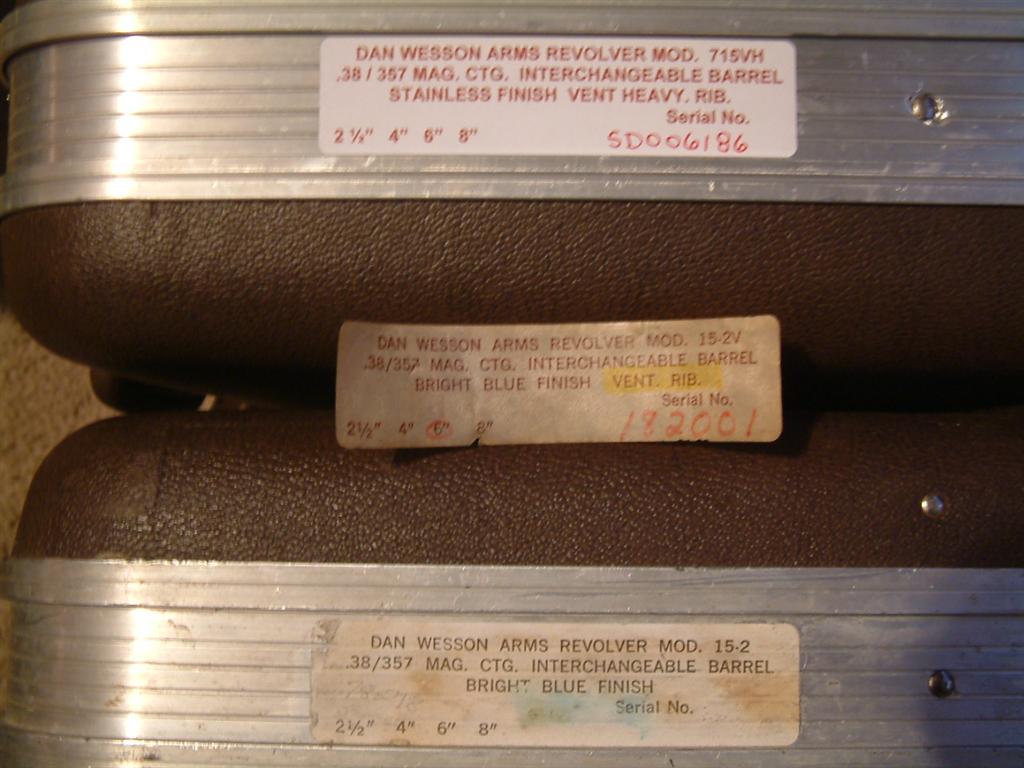 DAN WESSON ARMS REVOLVER MOD. 715VH
.38 / 357 MAG. CTG. INTERCHANGEABLE BARREL
STAINLESS FINISH VENT HEAVY. RIB.
Serial No.
2 ½" 4" 6" 8" SD006186
DAN WESSON ARMS REVOLVER MOD. 15-2V
.38/357 MAG. CTG. INTERCHANGEABLE BARREL
BRIGHT BLUE FINISH VENT. RIB.
Serial No.
2½" 4" 6" 8" 182001
DAN WESSON ARMS REVOLVER MOD. 15-2
.38/357 MAG. CTG. INTERCHANGEABLE BARREL
BRIGHT BLUE FINISH
Serial No.
2½" 4" 6" 8"